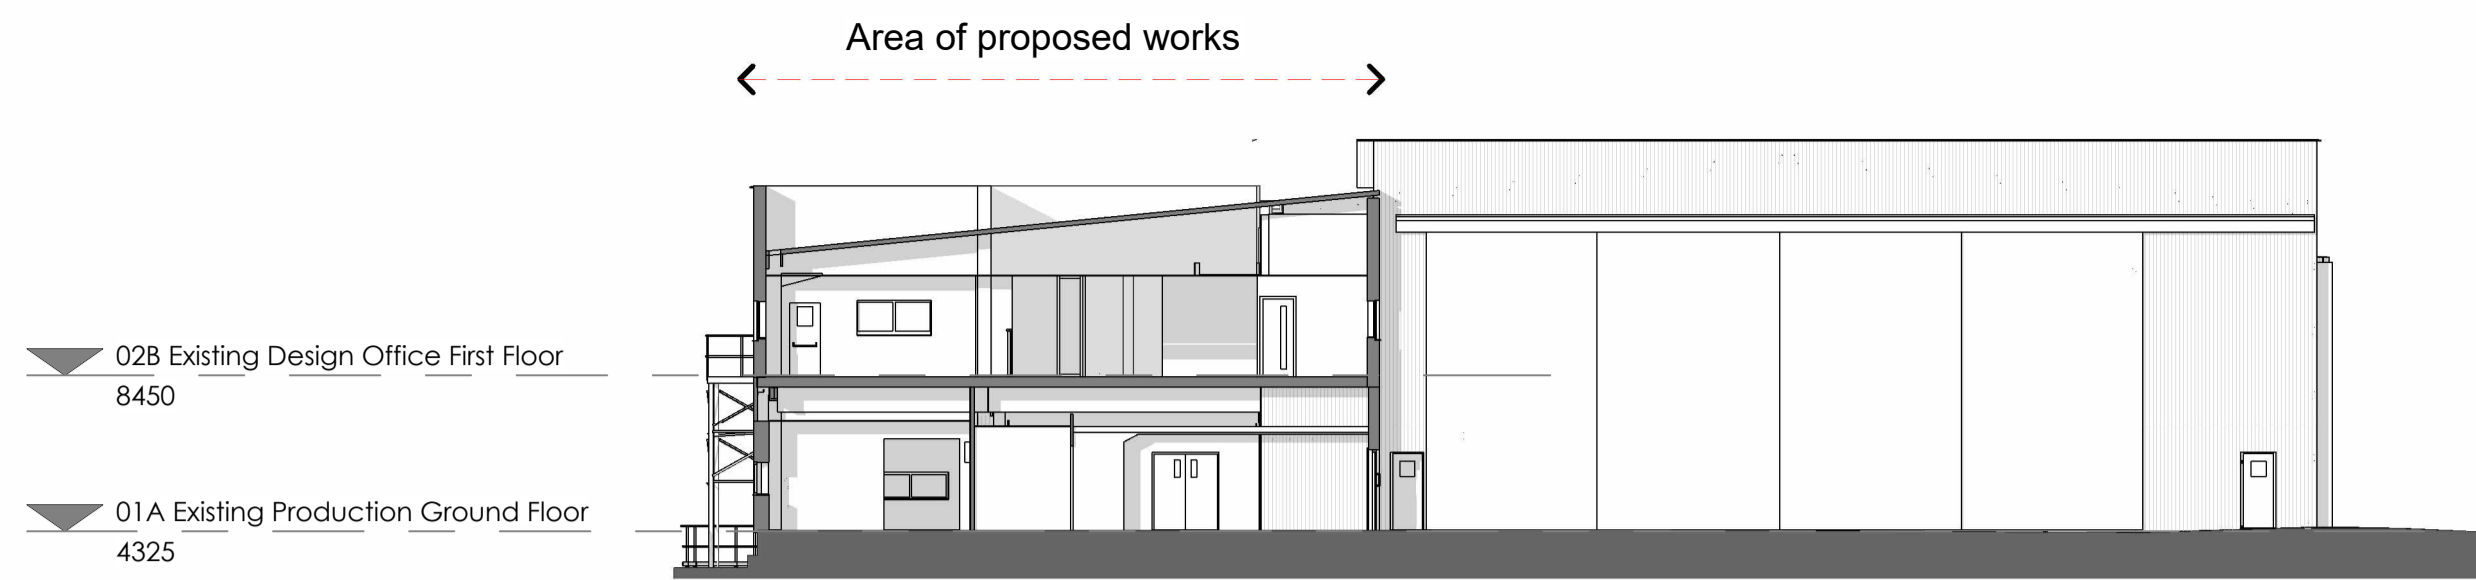 Area of proposed works
02B Existing Design Office First Floor
8450
01A Existing Production Ground Floor
4325